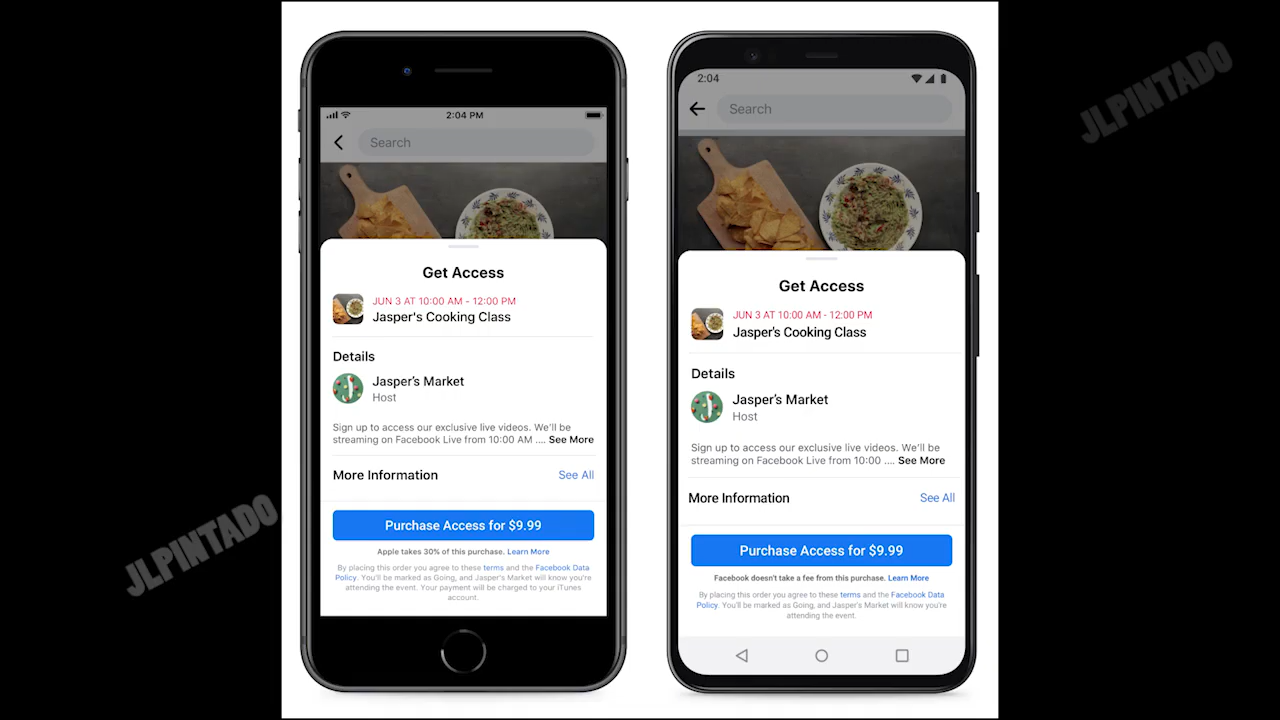 2:04 PM
Search
Get Access
JUN 3 AT 10:00 AM - 12:00 PM
Jasper's Cooking Class
Details
Jasper's Market
Host
Sign up to access our exclusive live videos. We'll be
streaming on Facebook Live from 10:00 AM .... See More
More Information See All
Purchase Access for $9.99
Apple takes 30% of this purchase. Learn More
By placing this order you agree to these terms and the Facebook Data
Policy. You'll be marked as Going, and Jasper's Market will know you're
attending the event. Your payment will be charged to your iTunes
account.
2:04
Search
Get Access
JUN 3 AT 10:00 AM - 12:00 PM
Jasper's Cooking Class
Details
Jasper's Market
Host
Sign up to access our exclusive live videos. We'll be
streaming on Facebook Live from 10:00 .... See More
More Information See All
Purchase Access for $9.99
Facebook doesn't take a fee from this purchase. Learn More
By placing this order you agree to these terms and the Facebook Data
Policy. You'll be marked as Going, and Jasper's Market will know you're
attending the event.
JLPINTADO
JLPINTADO